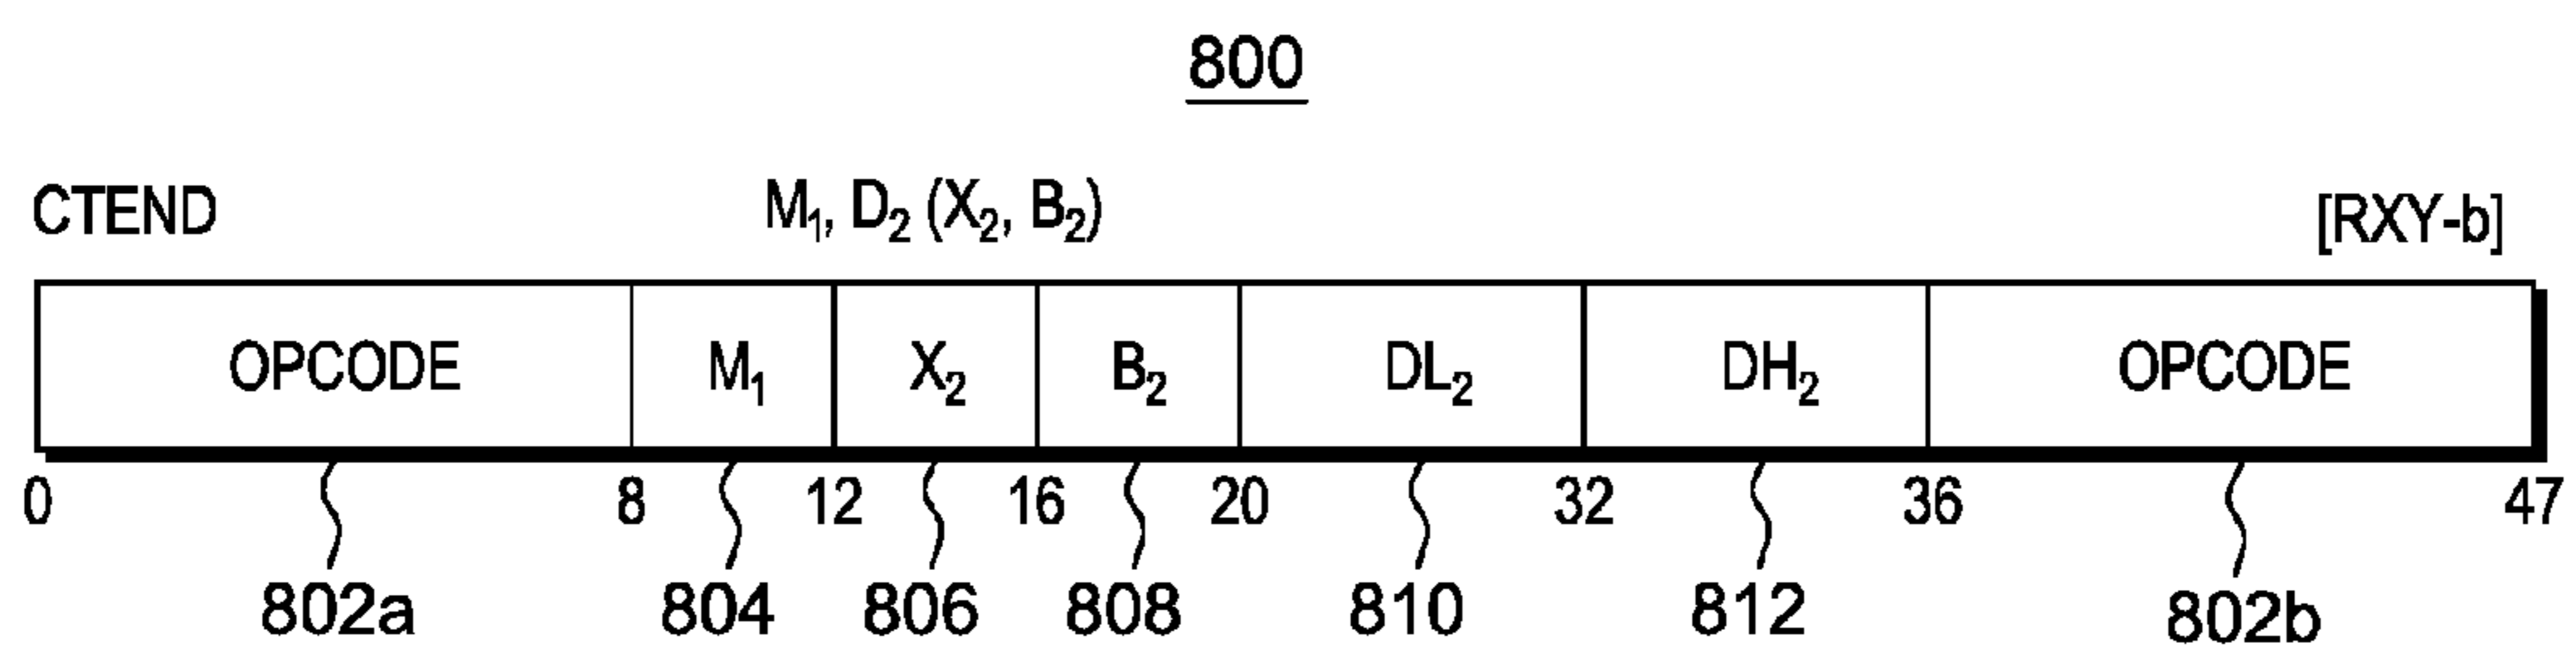 800
CTEND M₁, D₂ (X₂, B₂) [RXY-b]
OPCODE M₁ X₂ B₂ DL₂ DH₂ OPCODE
0 8 12 16 20 32 36 47
802a 804 806 808 810 812 802b